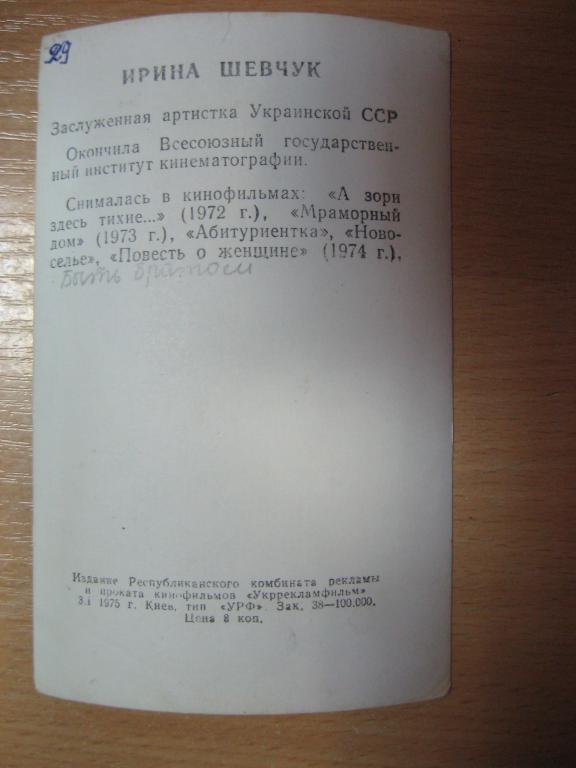 29
ИРИНА ШЕВЧУК
Заслуженная артистка Украинской ССР
Окончила Всесоюзный государствен-
ный институт кинематографии.
Снималась в кинофильмах: «А зори
здесь тихие...» (1972 г.), «Мраморный
дом» (1973 г.), «Абитуриентка», «Ново-
селье», «Повесть о женщине» (1974 г.),
Быть братом
Издание Республиканского комбината рекламы
и проката кинофильмов «Укррекламфильм»
3.I 1975 г. Киев, тип «УРФ». Зак. 38—100.000.
Цена 8 коп.